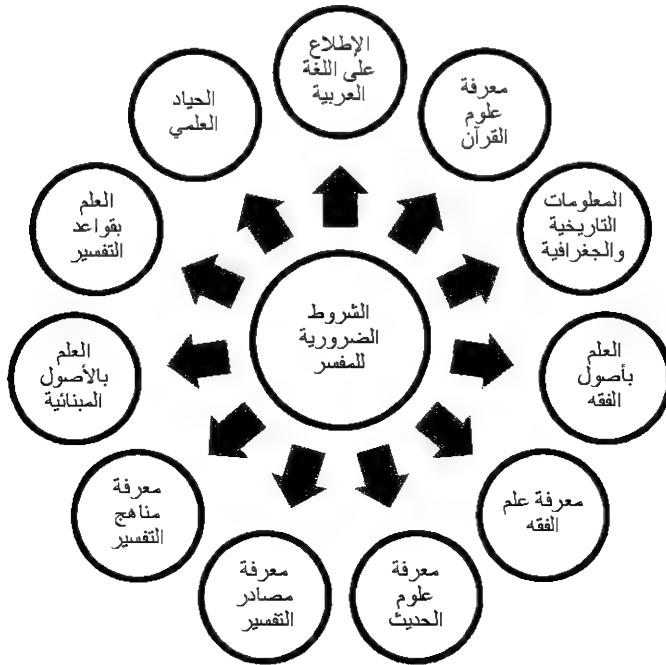 الشروط
الضرورية
للمفسر
الإطلاع
على اللغة
العربية
معرفة
علوم
القرآن
المعلومات
التاريخية
والجغرافية
العلم
بأصول
الفقه
معرفة علم
الفقه
معرفة
علوم
الحديث
معرفة
مصادر
التفسير
معرفة
مناهج
التفسير
العلم
بالأصول
المبنائية
العلم
بقواعد
التفسير
الحياد
العلمي